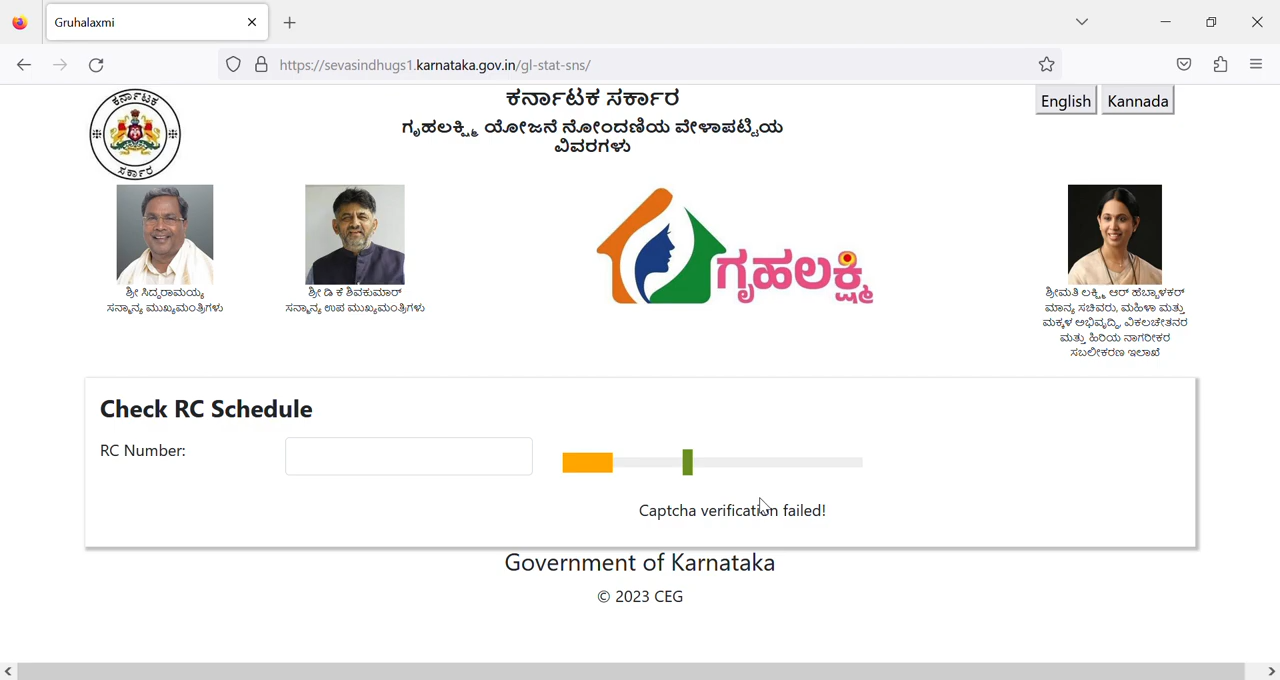 Gruhalaxmi
https://sevasindhugs1.karnataka.gov.in/gl-stat-sns/
ಕರ್ನಾಟಕ ಸರ್ಕಾರ
ಕರ್ನಾಟಕ ಸರ್ಕಾರ
ಗೃಹಲಕ್ಷ್ಮಿ ಯೋಜನೆ ನೋಂದಣಿಯ ವೇಳಾಪಟ್ಟಿಯ
ವಿವರಗಳು
English Kannada
ಶ್ರೀ ಸಿದ್ದರಾಮಯ್ಯ
ಸನ್ಮಾನ್ಯ ಮುಖ್ಯಮಂತ್ರಿಗಳು
ಶ್ರೀ ಡಿ ಕೆ ಶಿವಕುಮಾರ್
ಸನ್ಮಾನ್ಯ ಉಪ ಮುಖ್ಯಮಂತ್ರಿಗಳು
ಗೃಹಲಕ್ಷ್ಮಿ
ಶ್ರೀಮತಿ ಲಕ್ಷ್ಮಿ ಆರ್ ಹೆಬ್ಬಾಳಕರ್
ಮಾನ್ಯ ಸಚಿವರು, ಮಹಿಳಾ ಮತ್ತು
ಮಕ್ಕಳ ಅಭಿವೃದ್ಧಿ, ವಿಕಲಚೇತನರ
ಮತ್ತು ಹಿರಿಯ ನಾಗರೀಕರ
ಸಬಲೀಕರಣ ಇಲಾಖೆ
Check RC Schedule
RC Number:
Captcha verification failed!
Government of Karnataka
© 2023 CEG